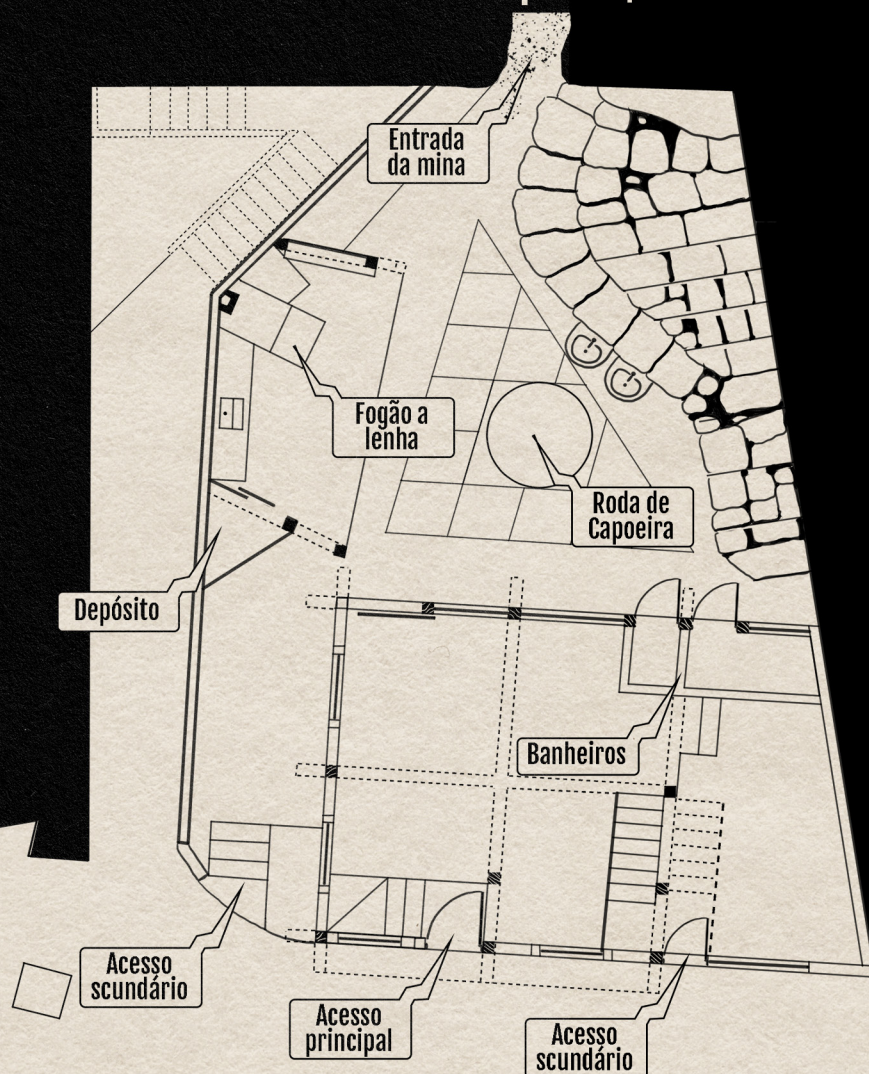 Entrada
da mina
Fogão a
lenha
Roda de
Capoeira
Depósito
Banheiros
Acesso
scundário
Acesso
principal
Acesso
scundário